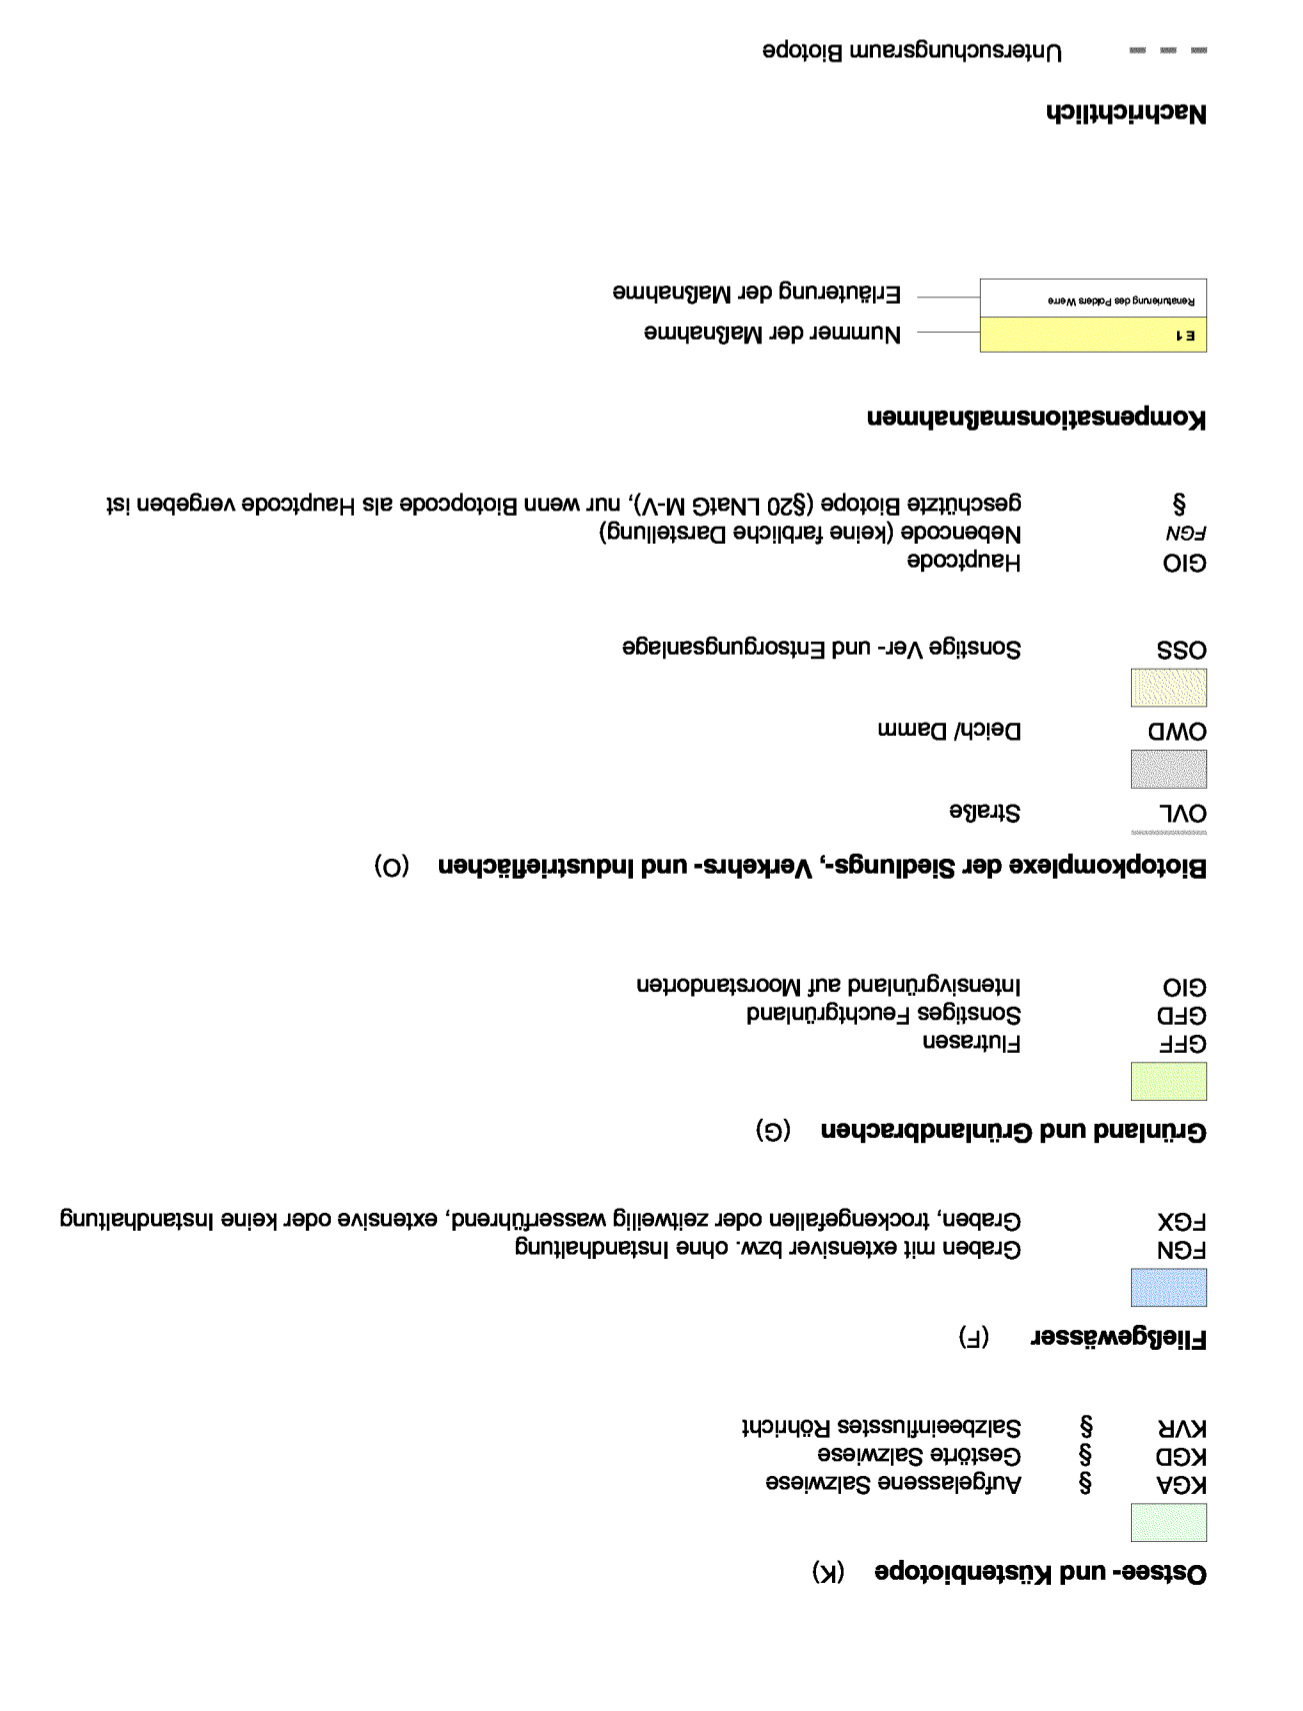 Ostsee- und Küstenbiotope (K)
KGA § Aufgelassene Salzwiese
KGD § Gestörte Salzwiese
KVR § Salzbeeinflusstes Röhricht
Fließgewässer (F)
FGN Graben mit extensiver bzw. ohne Instandhaltung
FGX Graben, trockengefallen oder zeitweilig wasserführend, extensive oder keine Instandhaltung
Grünland und Grünlandbrachen (G)
GFF Flutrasen
GFD Sonstiges Feuchtgrünland
GIO Intensivgrünland auf Moorstandorten
Biotopkomplexe der Siedlungs-, Verkehrs- und Industrieflächen (O)
OVL Straße
OWD Deich/ Damm
OSS Sonstige Ver- und Entsorgungsanlage
GIO Hauptcode
FGN Nebencode (keine farbliche Darstellung)
§ geschützte Biotope (§20 LNatG M-V), nur wenn Biotopcode als Hauptcode vergeben ist
Kompensationsmaßnahmen
E 1 Nummer der Maßnahme
Renaturierung des Polders Werre Erläuterung der Maßnahme
Nachrichtlich
Untersuchungsraum Biotope